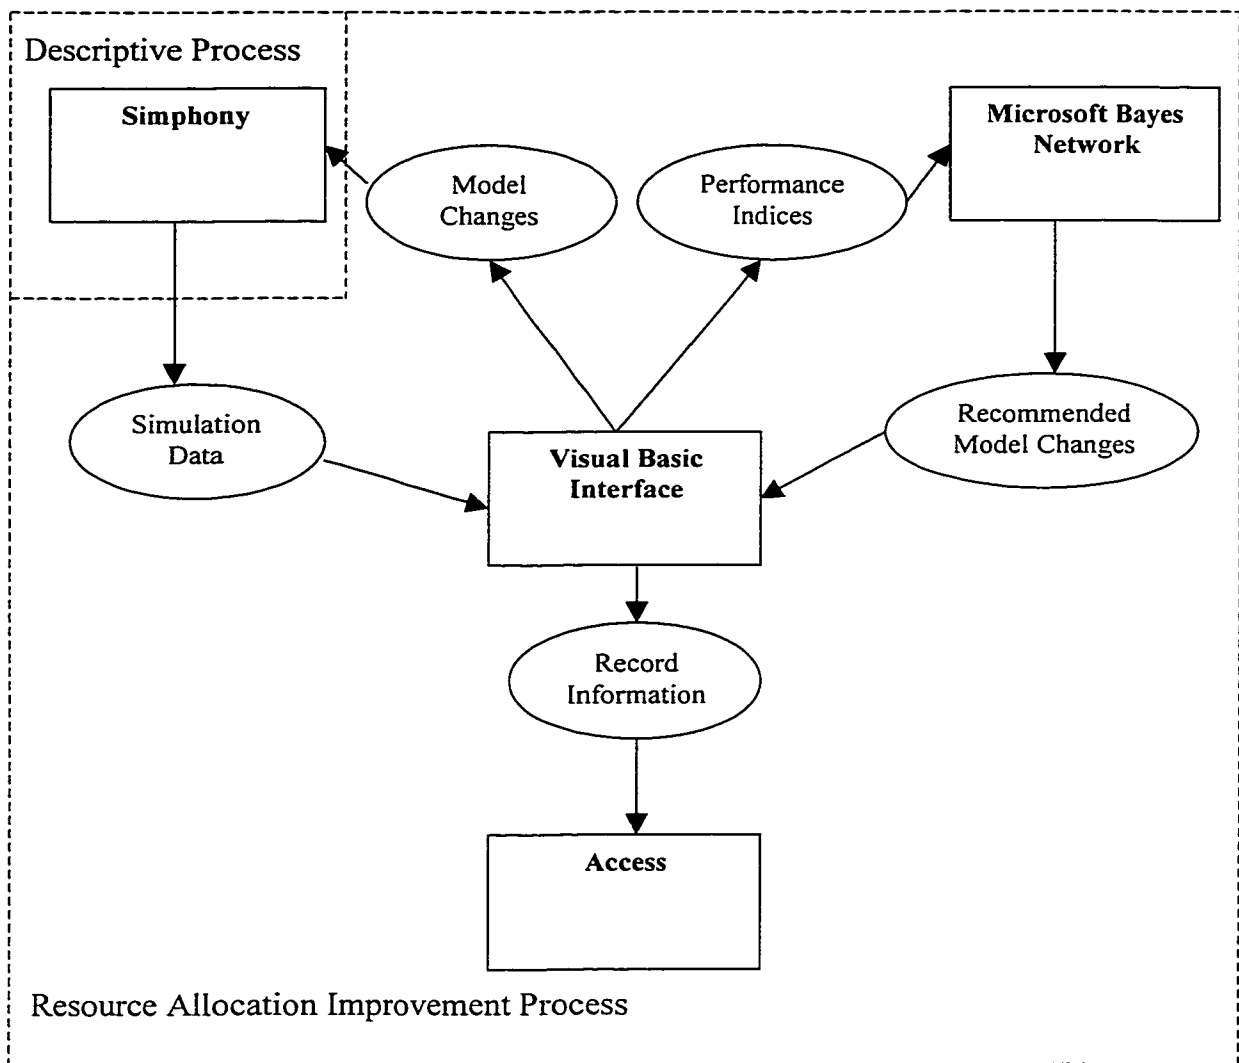 Descriptive Process
Simphony
Microsoft Bayes
Network
Model
Changes
Performance
Indices
Simulation
Data
Visual Basic
Interface
Recommended
Model Changes
Record
Information
Access
Resource Allocation Improvement Process